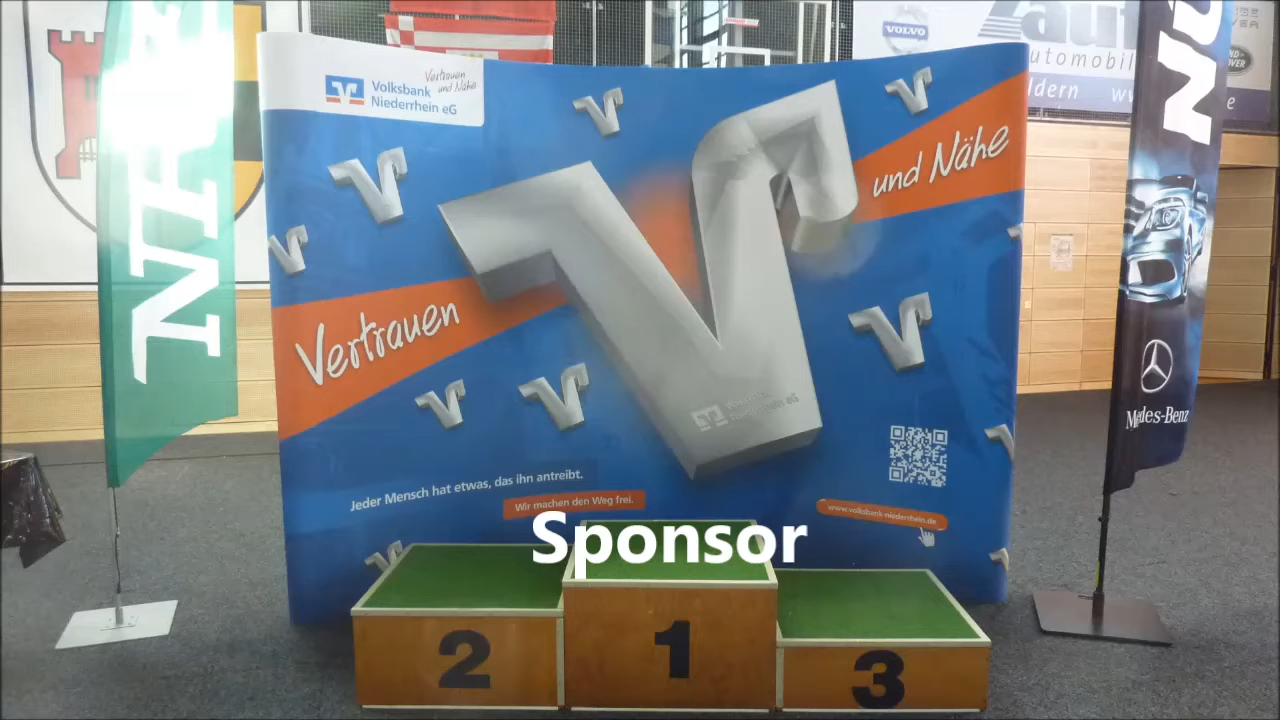 VOLVO
utomobil
ldern
Volksbank
Niederrhein eG
Vertrauen
und Nähe
und Nähe
Vertrauen
Mercedes-Benz
Jeder Mensch hat etwas, das ihn antreibt.
Wir machen den Weg frei.
www.volksbank-niederrhein.de
Sponsor
2
1
3